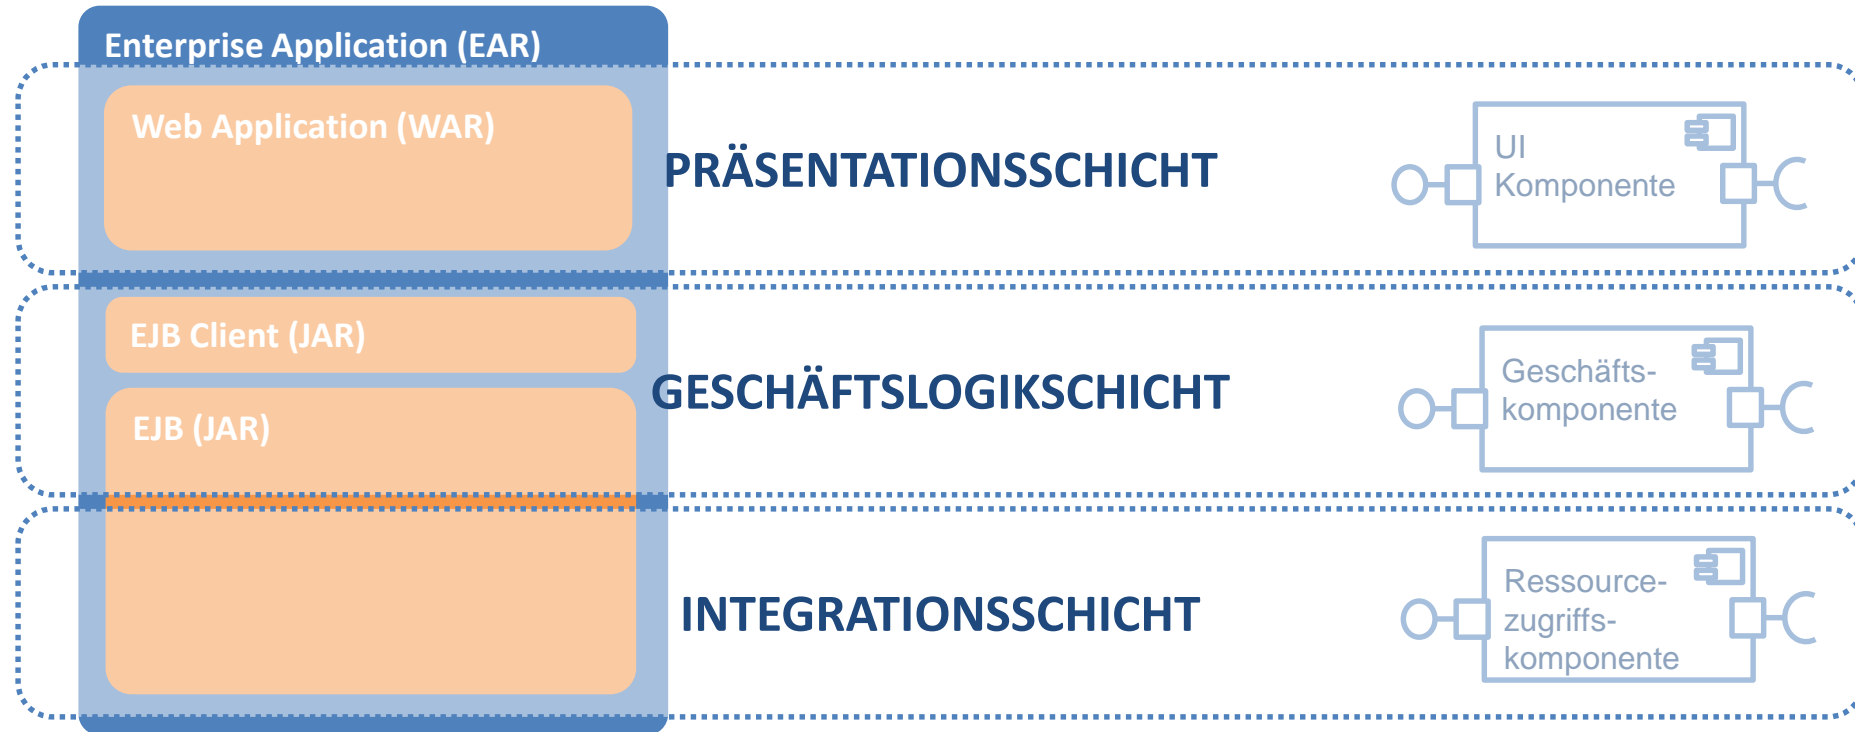 Enterprise Application (EAR)
Web Application (WAR)
PRÄSENTATIONSSCHICHT
UI
Komponente
EJB Client (JAR)
EJB (JAR)
GESCHÄFTSLOGIKSCHICHT
Geschäfts-
komponente
INTEGRATIONSSCHICHT
Ressource-
zugriffs-
komponente